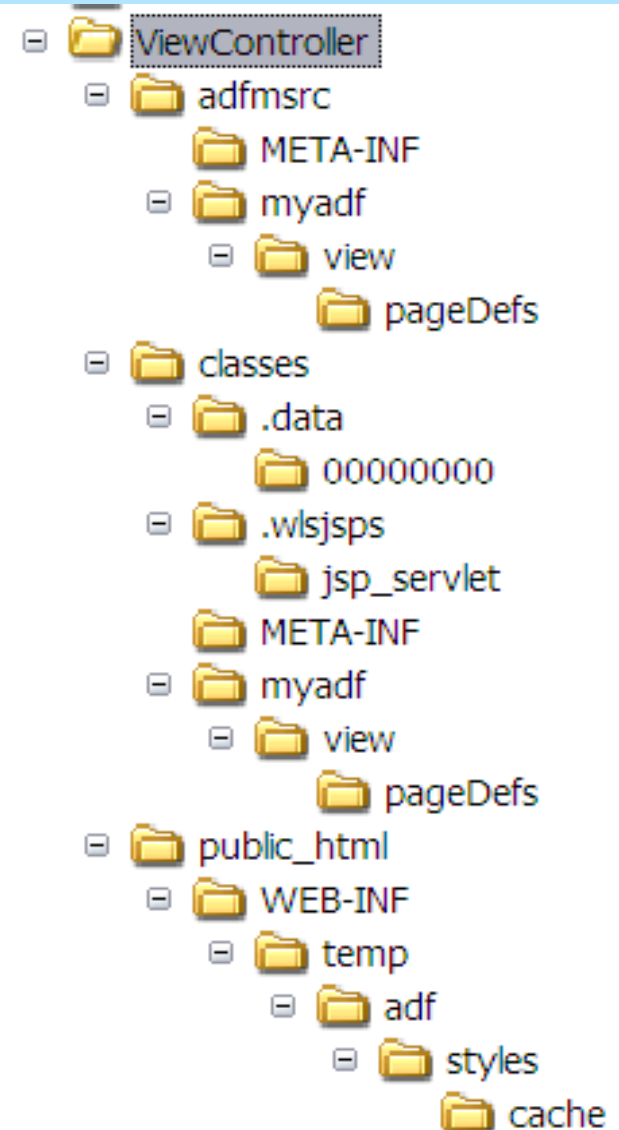 ViewController
adfmsrc
META-INF
myadf
view
pageDefs
classes
.data
00000000
.wlsjsps
jsp_servlet
META-INF
myadf
view
pageDefs
public_html
WEB-INF
temp
adf
styles
cache